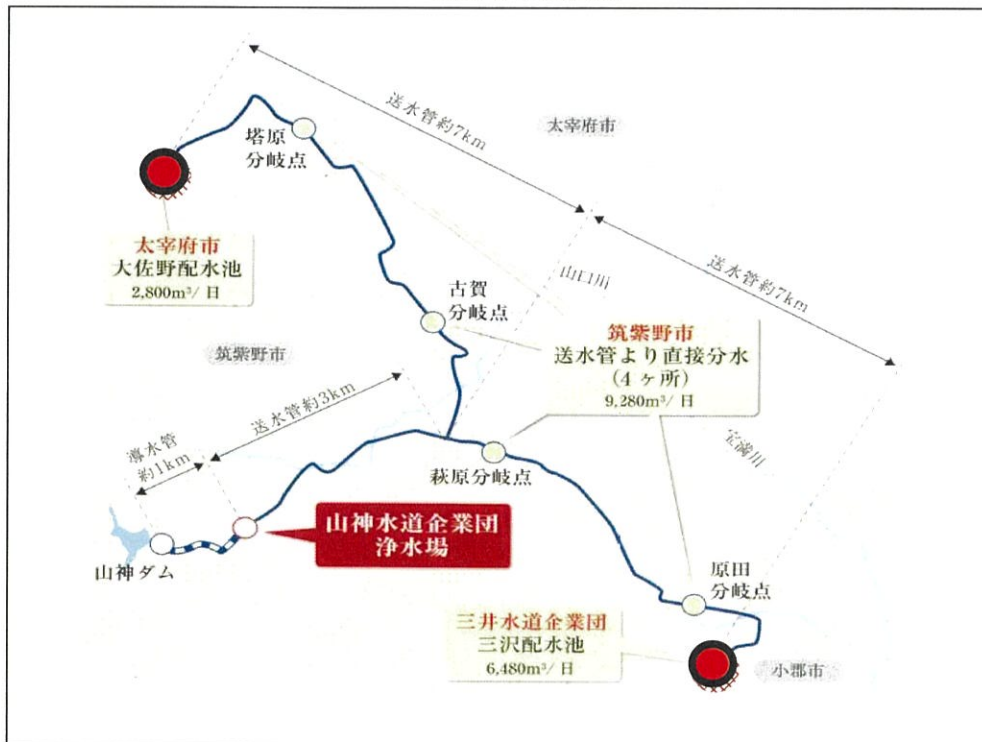 送水管約7km
太宰府市
塔原
分岐点
太宰府市
大佐野配水池
2,800m³/日
送水管約7km
山口川
古賀
分岐点
筑紫野市
筑紫野市
送水管より直接分水
(4ヶ所)
9,280m³/日
送水管約3km
導水管
約1km
宝満川
萩原分岐点
山神水道企業団
浄水場
山神ダム
原田
分岐点
三井水道企業団
三沢配水池
6,480m³/日
小郡市